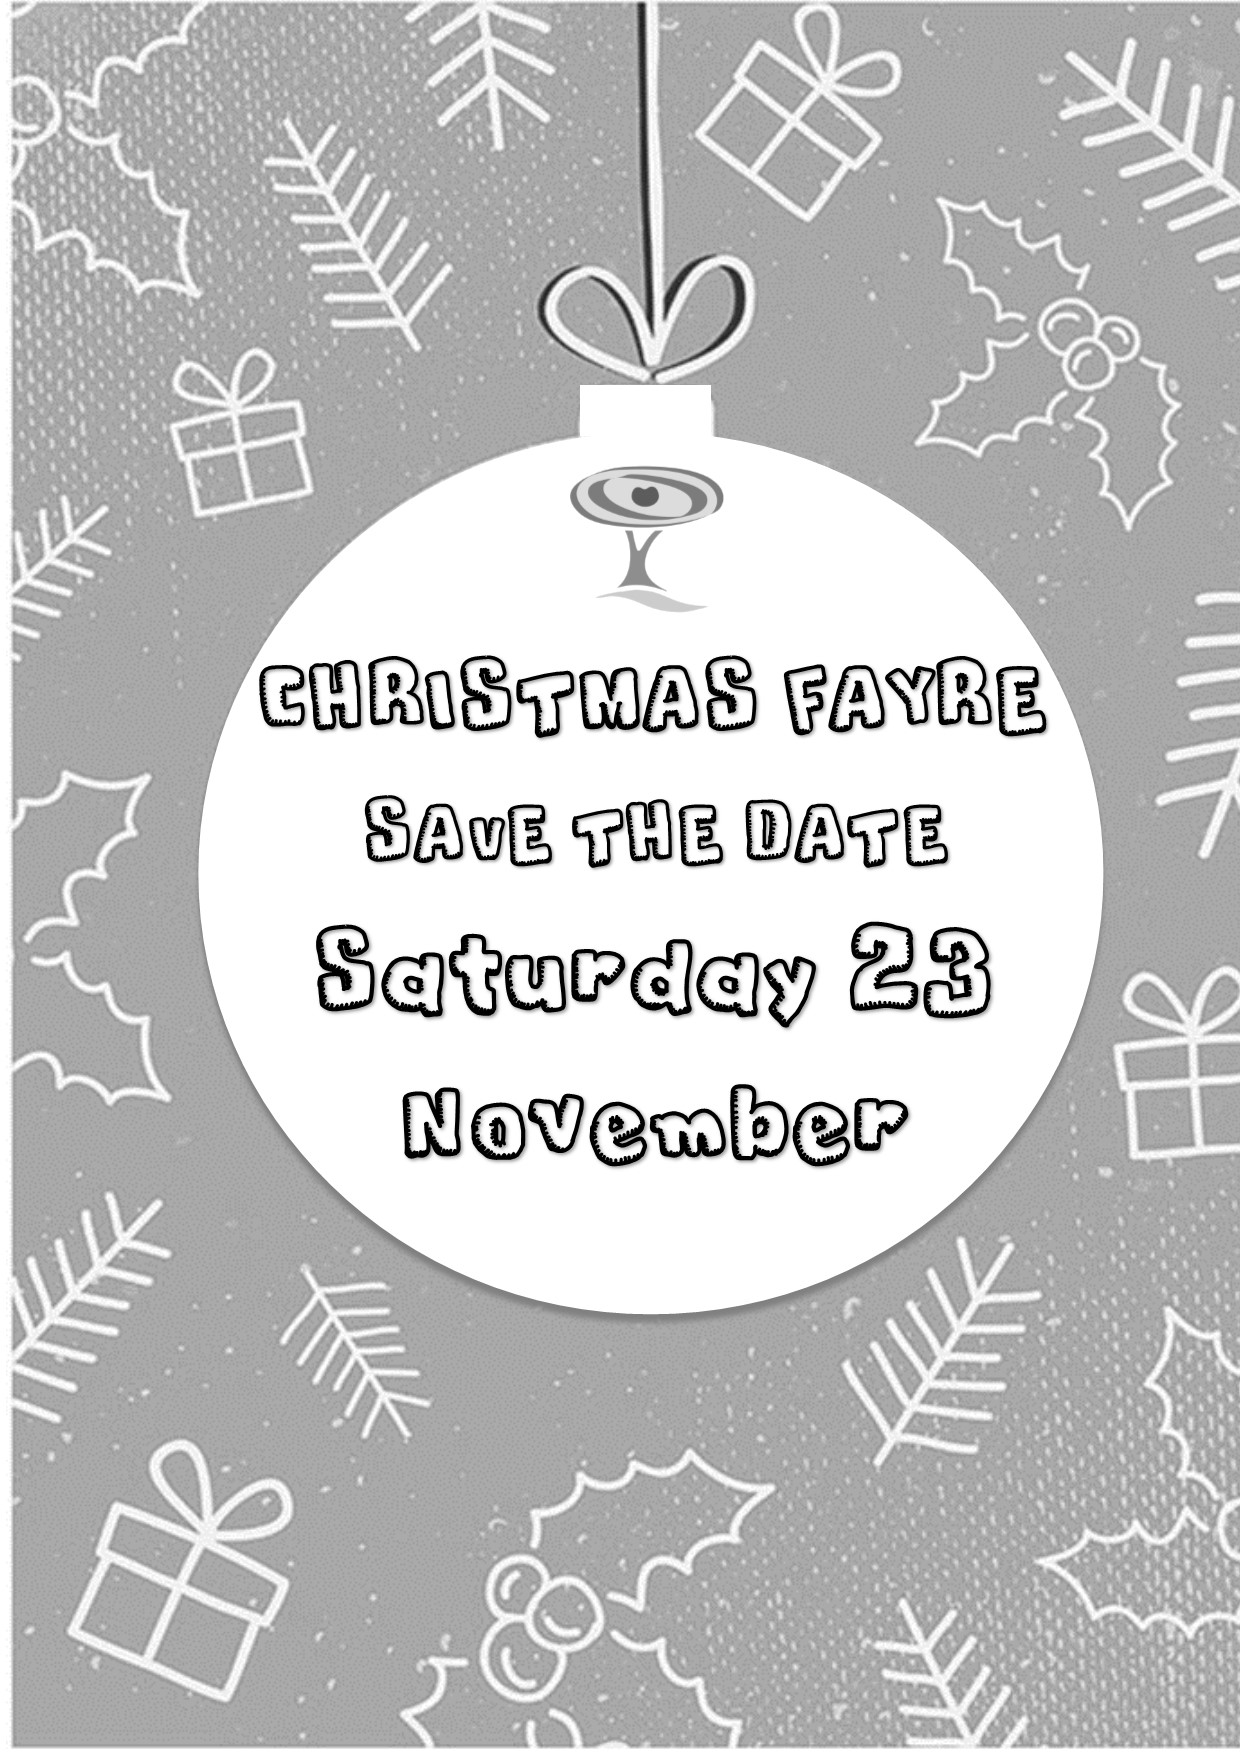 CHRISTMAS FAYRE
SAVE THE DATE
Saturday 23
November